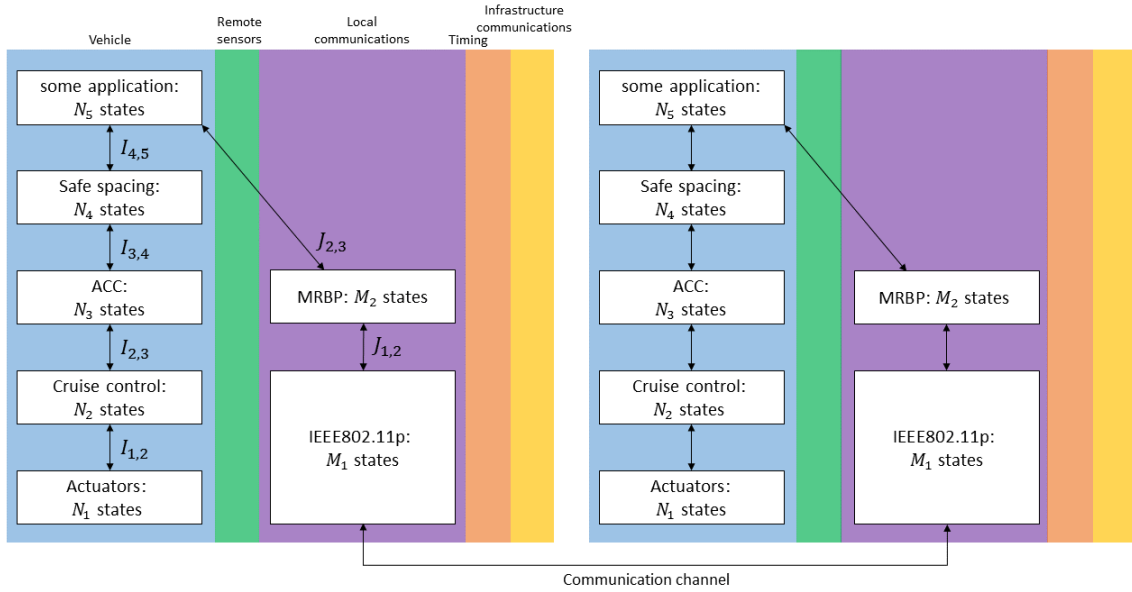 Vehicle
Remote
sensors
Local
communications
Timing
Infrastructure
communications
some application:
N₅ states
I₄,₅
Safe spacing:
N₄ states
I₃,₄
ACC:
N₃ states
I₂,₃
Cruise control:
N₂ states
I₁,₂
Actuators:
N₁ states
J₂,₃
MRBP: M₂ states
J₁,₂
IEEE802.11p:
M₁ states
some application:
N₅ states
Safe spacing:
N₄ states
ACC:
N₃ states
Cruise control:
N₂ states
Actuators:
N₁ states
MRBP: M₂ states
IEEE802.11p:
M₁ states
Communication channel